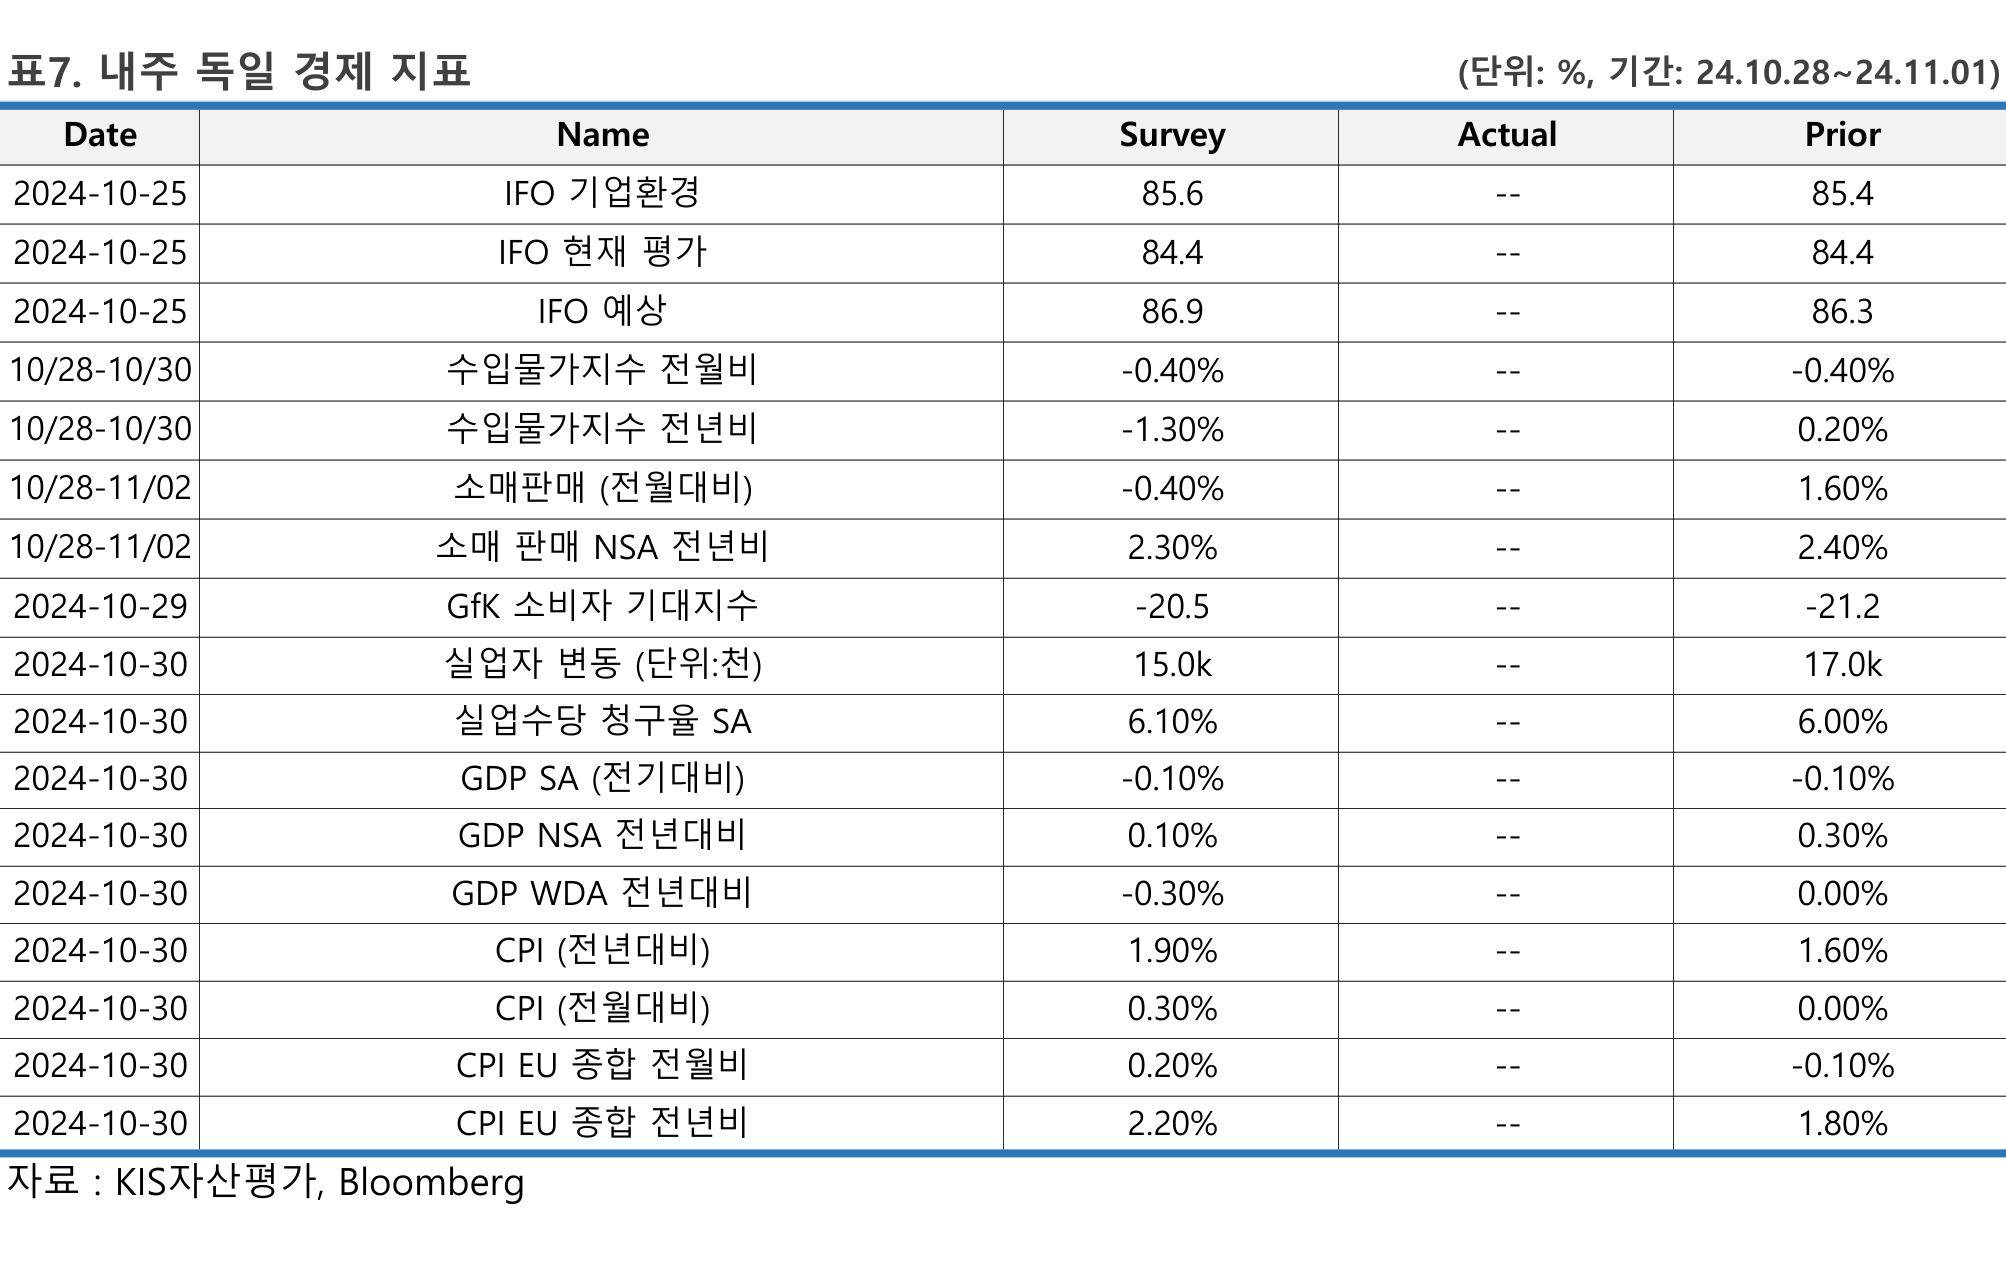 표7. 내주 독일 경제 지표 (단위: %, 기간: 24.10.28~24.11.01)
Date Name Survey Actual Prior
2024-10-25 IFO 기업환경 85.6 -- 85.4
2024-10-25 IFO 현재 평가 84.4 -- 84.4
2024-10-25 IFO 예상 86.9 -- 86.3
10/28-10/30 수입물가지수 전월비 -0.40% -- -0.40%
10/28-10/30 수입물가지수 전년비 -1.30% -- 0.20%
10/28-11/02 소매판매 (전월대비) -0.40% -- 1.60%
10/28-11/02 소매 판매 NSA 전년비 2.30% -- 2.40%
2024-10-29 GfK 소비자 기대지수 -20.5 -- -21.2
2024-10-30 실업자 변동 (단위:천) 15.0k -- 17.0k
2024-10-30 실업수당 청구율 SA 6.10% -- 6.00%
2024-10-30 GDP SA (전기대비) -0.10% -- -0.10%
2024-10-30 GDP NSA 전년대비 0.10% -- 0.30%
2024-10-30 GDP WDA 전년대비 -0.30% -- 0.00%
2024-10-30 CPI (전년대비) 1.90% -- 1.60%
2024-10-30 CPI (전월대비) 0.30% -- 0.00%
2024-10-30 CPI EU 종합 전월비 0.20% -- -0.10%
2024-10-30 CPI EU 종합 전년비 2.20% -- 1.80%
자료 : KIS자산평가, Bloomberg